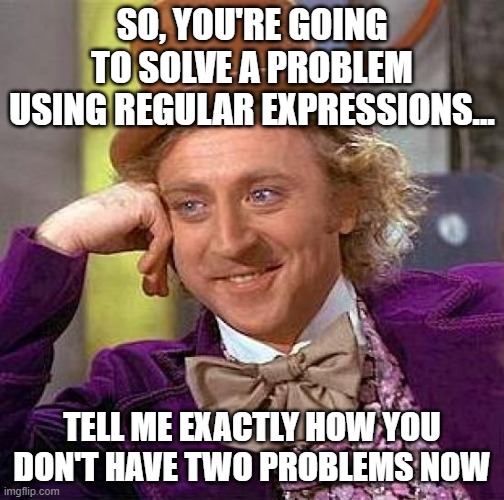 SO, YOU'RE GOING
TO SOLVE A PROBLEM
USING REGULAR EXPRESSIONS...
TELL ME EXACTLY HOW YOU
DON'T HAVE TWO PROBLEMS NOW
imgflip.com